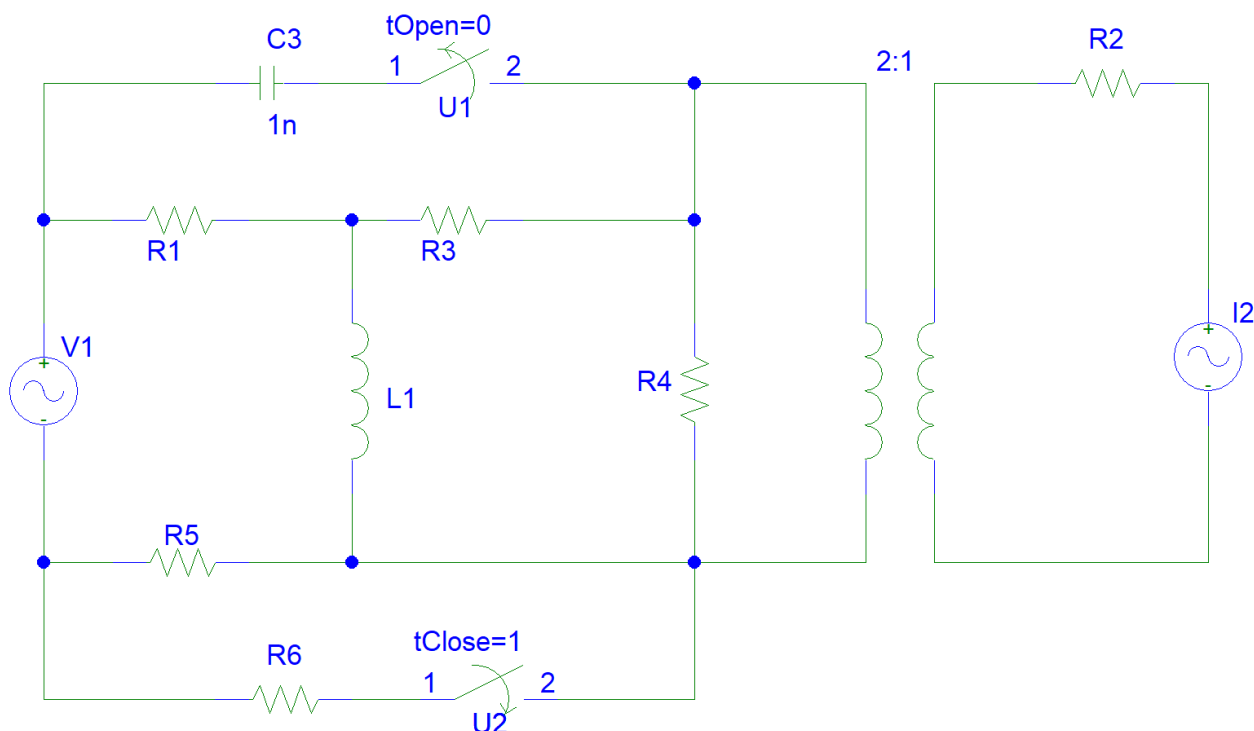 tOpen=0
C3
1 2
U1
1n
2:1
R2
R1
R3
V1
+
-
L1
R4
I2
+
-
R5
tClose=1
R6
1 2
U2